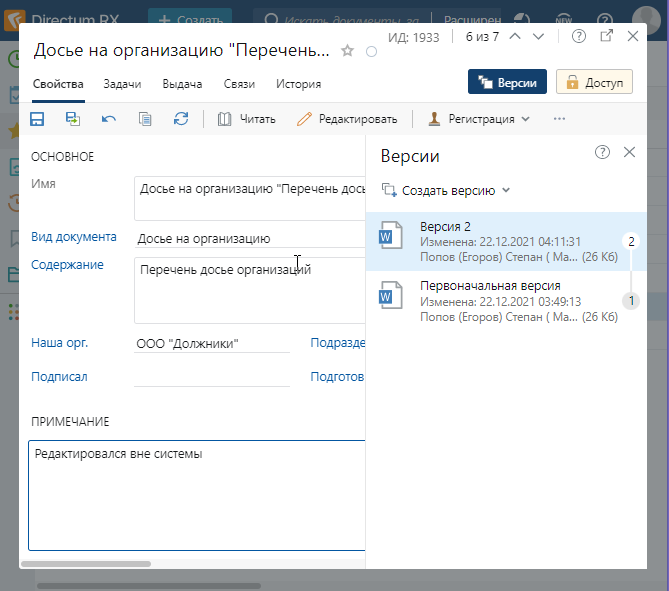 Directum RX
Создать
Искать документы, за
Расширен
NEW
Досье на организацию "Перечень...
ИД: 1933
6 из 7
Свойства
Задачи
Выдача
Связи
История
Версии
Доступ
Читать
Редактировать
Регистрация
ОСНОВНОЕ
Имя
Досье на организацию "Перечень дось
Вид документа
Досье на организацию
Содержание
Перечень досье организаций
Наша орг.
ООО "Должники"
Подразде
Подписал
Подготов
ПРИМЕЧАНИЕ
Редактировался вне системы
Версии
Создать версию
Версия 2
Изменена: 22.12.2021 04:11:31
2
Попов (Егоров) Степан ( Ма... (26 Кб)
Первоначальная версия
Изменена: 22.12.2021 03:49:13
1
Попов (Егоров) Степан ( Ма... (26 Кб)